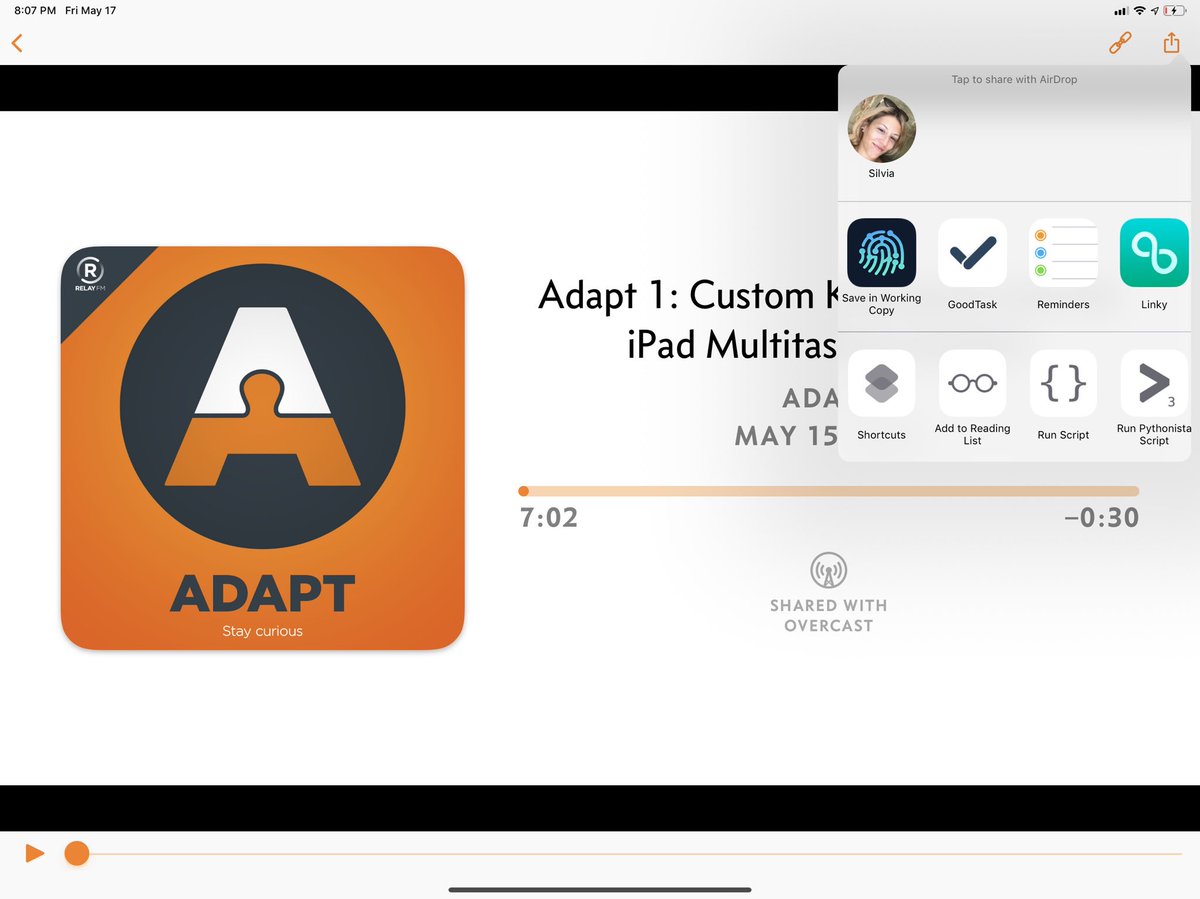 8:07 PM Fri May 17
Tap to share with AirDrop
Silvia
Save in Working
Copy
GoodTask
Reminders
Linky
Shortcuts
Add to Reading
List
{ }
Run Script
3
Run Pythonista
Script
R
RELAY FM
A
ADAPT
Stay curious
Adapt 1: Custom
iPad Multitas
ADA
MAY 15
7:02
–0:30
SHARED WITH
OVERCAST